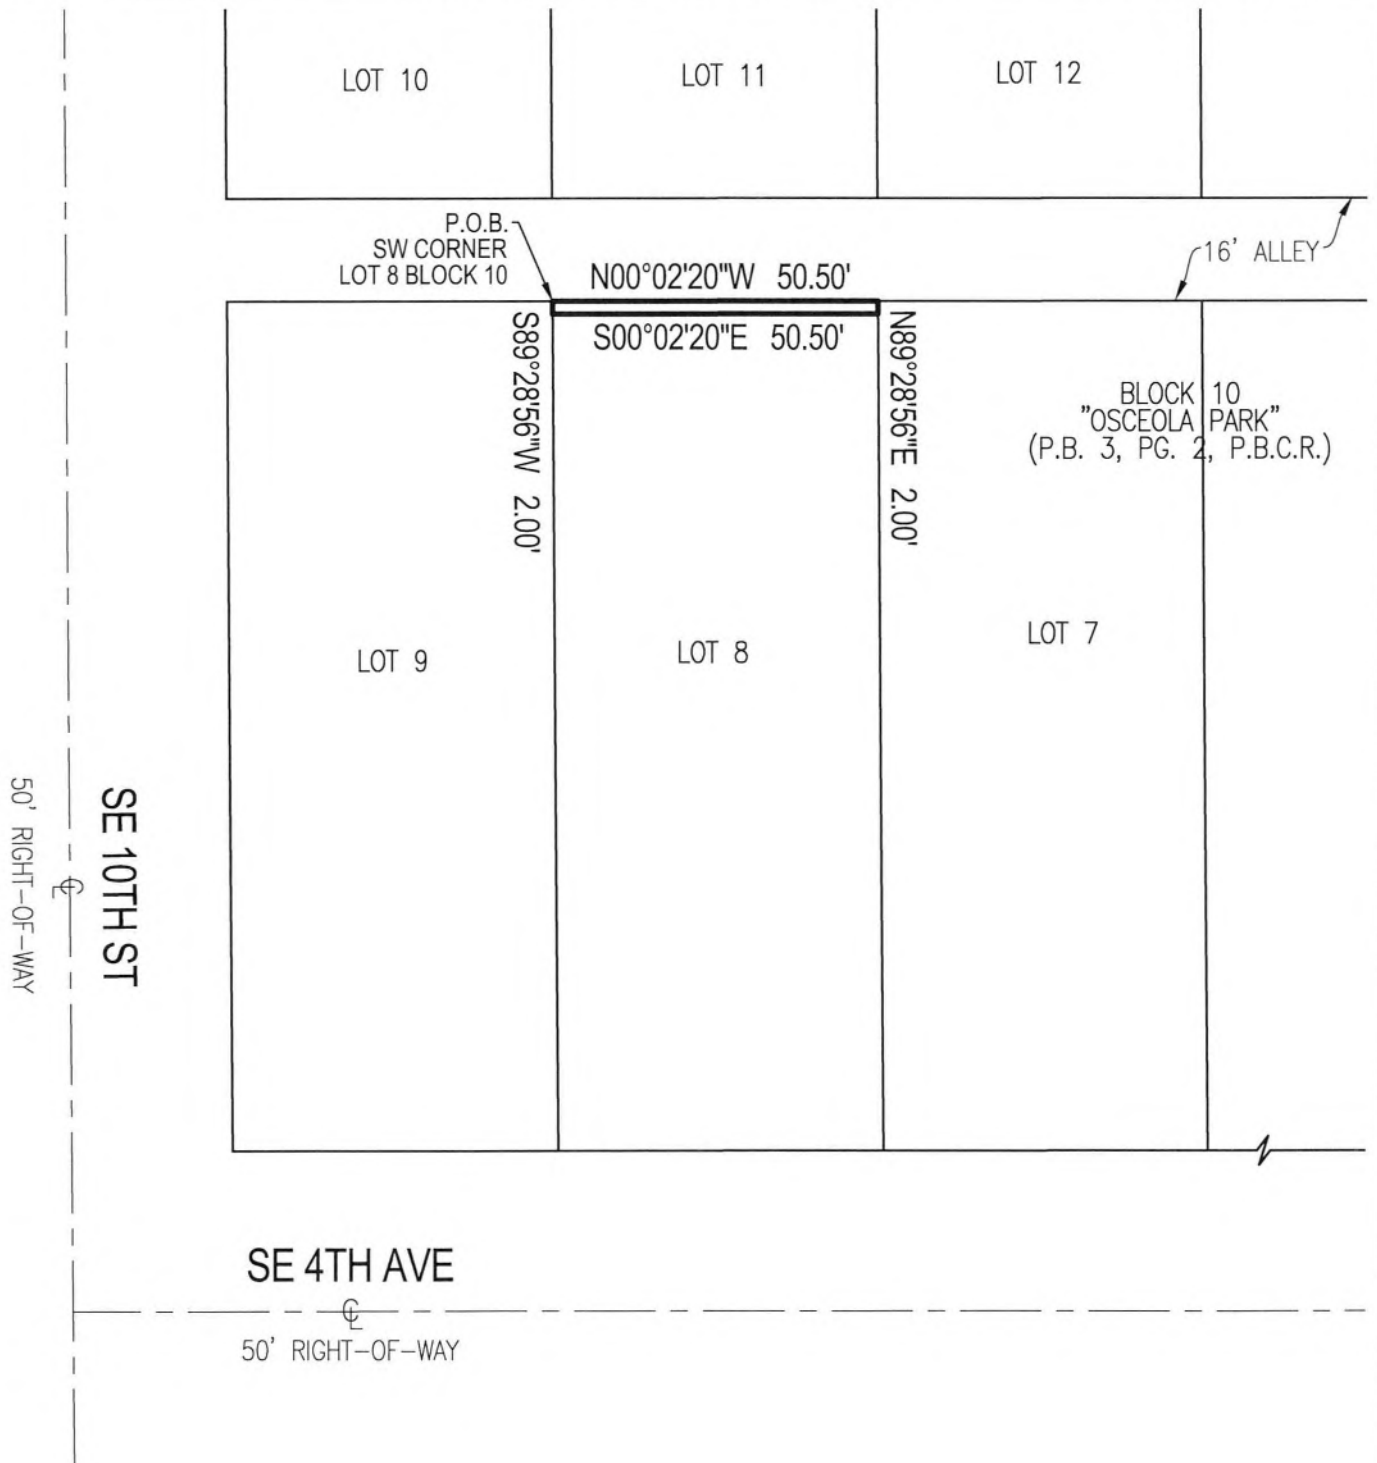 LOT 10
LOT 11
LOT 12
P.O.B.
SW CORNER
LOT 8 BLOCK 10
16' ALLEY
N00°02'20"W 50.50'
S00°02'20"E 50.50'
S89°28'56"W 2.00'
N89°28'56"E 2.00'
BLOCK 10
"OSCEOLA PARK"
(P.B. 3, PG. 2, P.B.C.R.)
LOT 9
LOT 8
LOT 7
SE 10TH ST
50' RIGHT-OF-WAY
SE 4TH AVE
50' RIGHT-OF-WAY